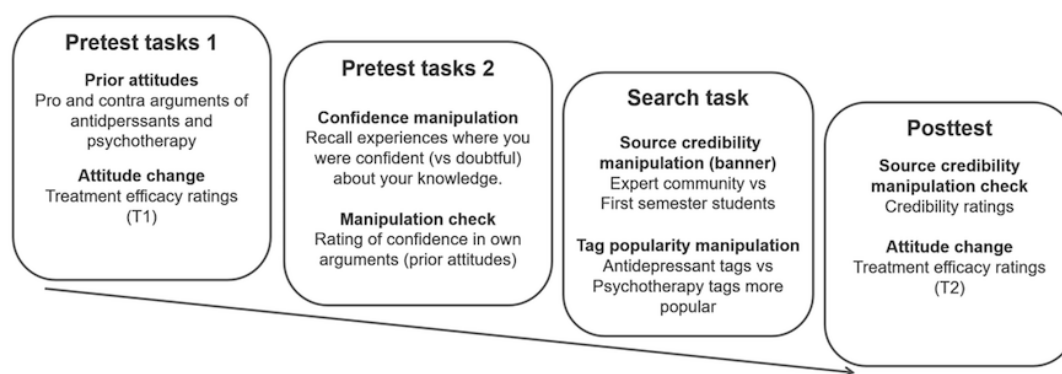 Pretest tasks 1
Prior attitudes
Pro and contra arguments of
antidperssants and
psychotherapy
Attitude change
Treatment efficacy ratings
(T1)
Pretest tasks 2
Confidence manipulation
Recall experiences where you
were confident (vs doubtful)
about your knowledge.
Manipulation check
Rating of confidence in own
arguments (prior attitudes)
Search task
Source credibility
manipulation (banner)
Expert community vs
First semester students
Tag popularity manipulation
Antidepressant tags vs
Psychotherapy tags more
popular
Posttest
Source credibility
manipulation check
Credibility ratings
Attitude change
Treatment efficacy ratings
(T2)